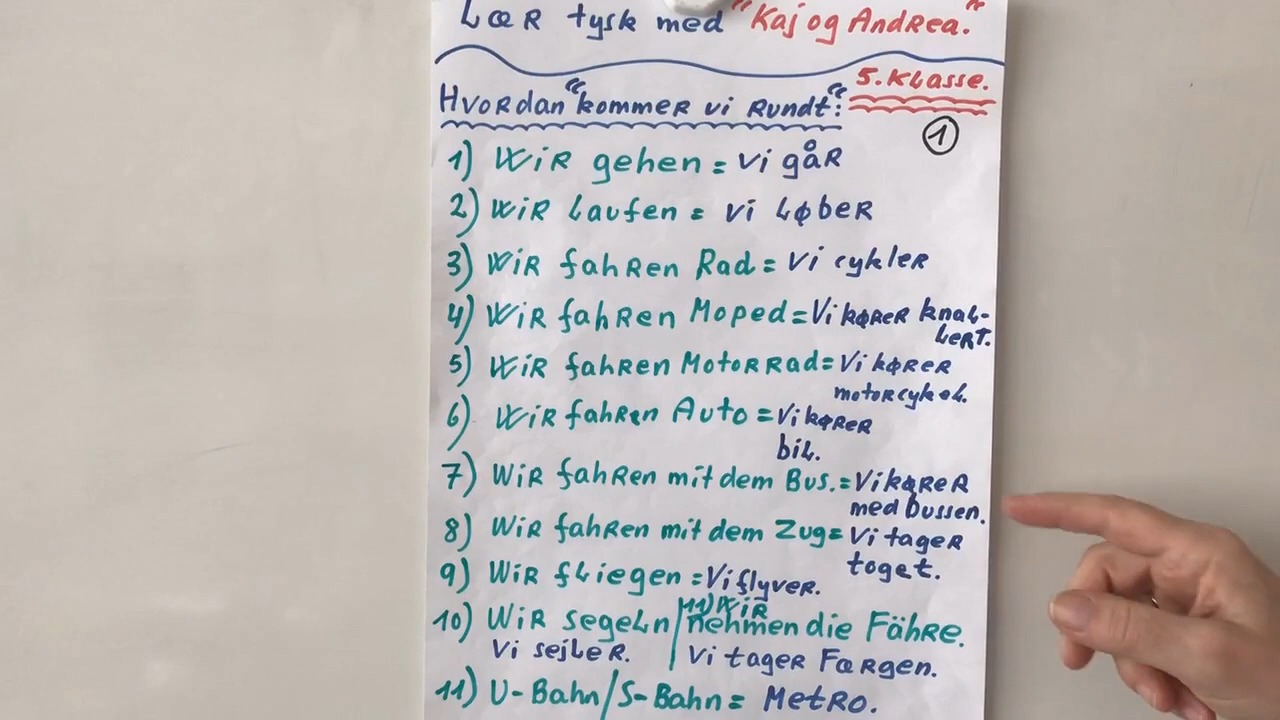 Lær tysk med "Kaj og Andrea."
5. Klasse.
Hvordan "kommer vi rundt":
1
1) Wir gehen = vi går
2) Wir laufen = vi løber
3) Wir fahren Rad = vi cykler
4) Wir fahren Moped = Vi kører knal-
lert.
5) Wir fahren Motorrad = Vi kører
motorcykel.
6) Wir fahren Auto = Vi kører
bil.
7) Wir fahren mit dem Bus. = Vi kører
med bussen.
8) Wir fahren mit dem Zug = Vi tager
toget.
9) Wir fliegen = Vi flyver.
10) Wir segeln / 11) Wir
nehmen die Fähre.
Vi sejler. Vi tager Færgen.
11) U-Bahn / S-Bahn = Metro.